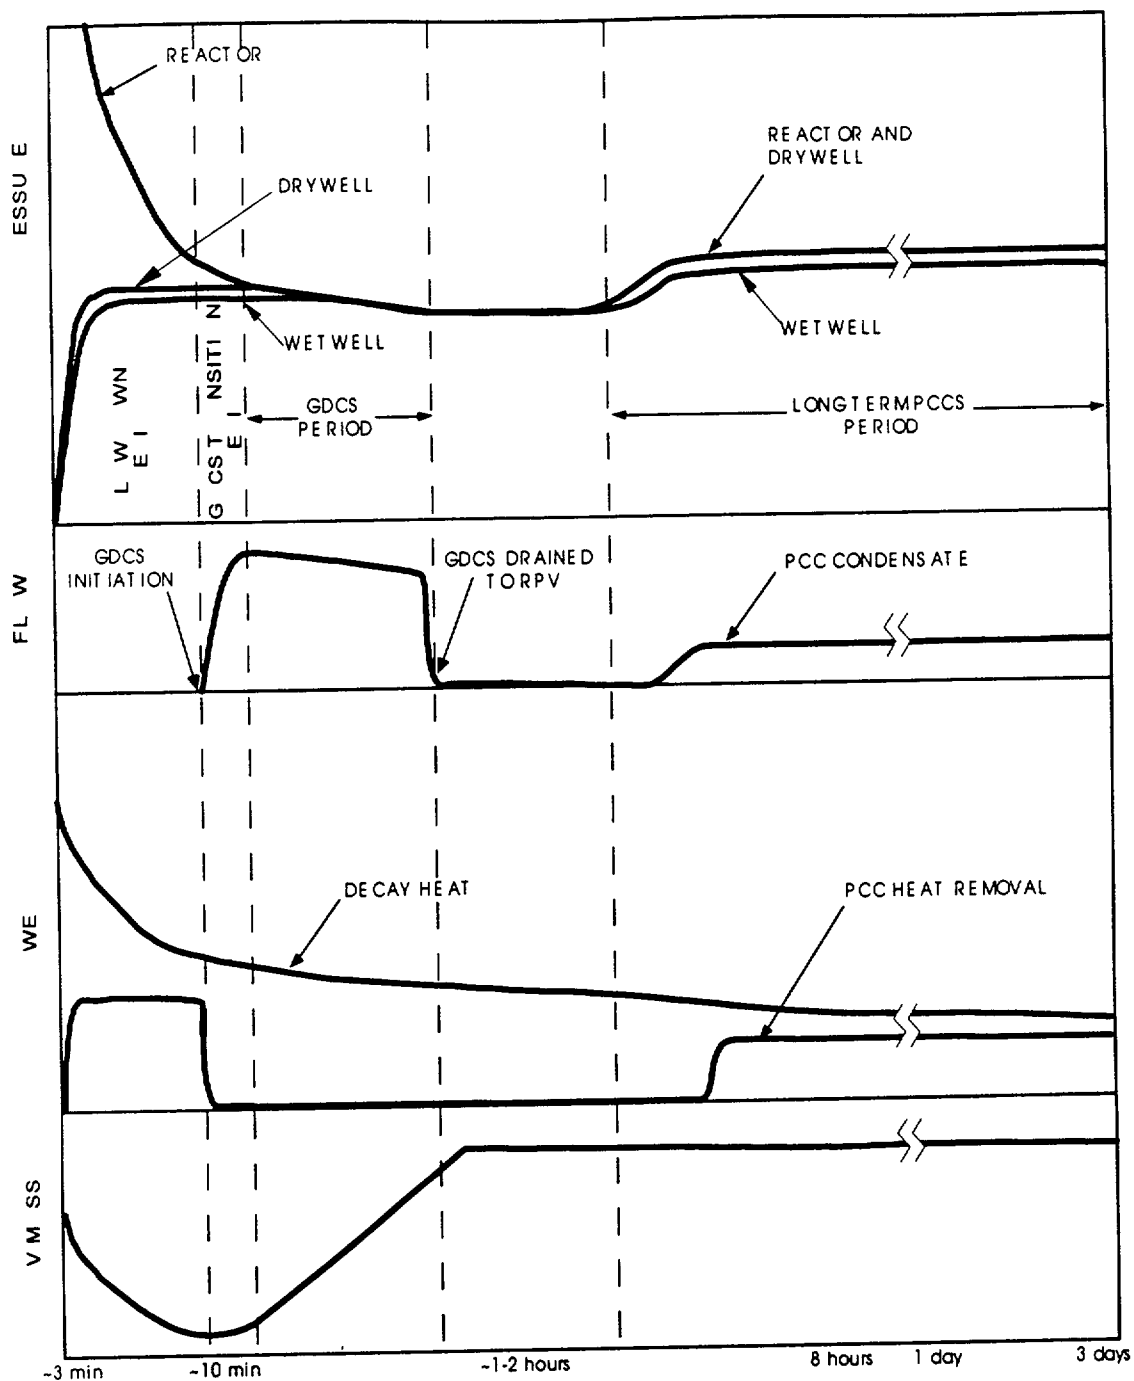 REACTOR
REACTOR AND
DRYWELL
DRYWELL
ESSU E
WETWELL
WETWELL
L W WN
EI
G CST NSITI N
E I
GDCS
PERIOD
LONGTERMPCCS
PERIOD
GDCS
INITIATION
GDCS DRAINED
TORPV
PCC CONDENSATE
FL W
DECAY HEAT
PCC HEAT REMOVAL
WE
V M SS
~3 min
~10 min
~1-2 hours
8 hours
1 day
3 days